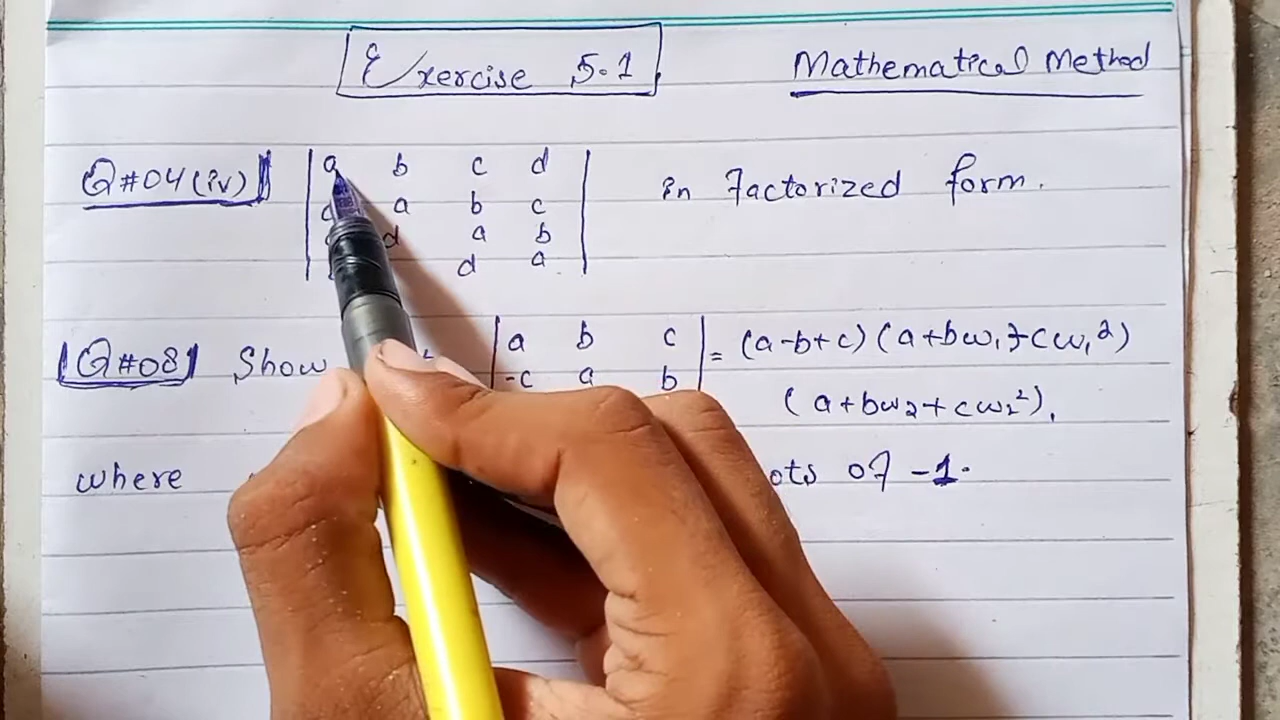 Exercise 5.1
Mathematical Method
Q#04(iv) | a b c d | in Factorized form.
a b c
d a b
d a
Q#08 Show | a b c | = (a-b+c)(a+bω₁+cω₁²)
-c a b
(a+bω₂+cω₂²).
where of -1.